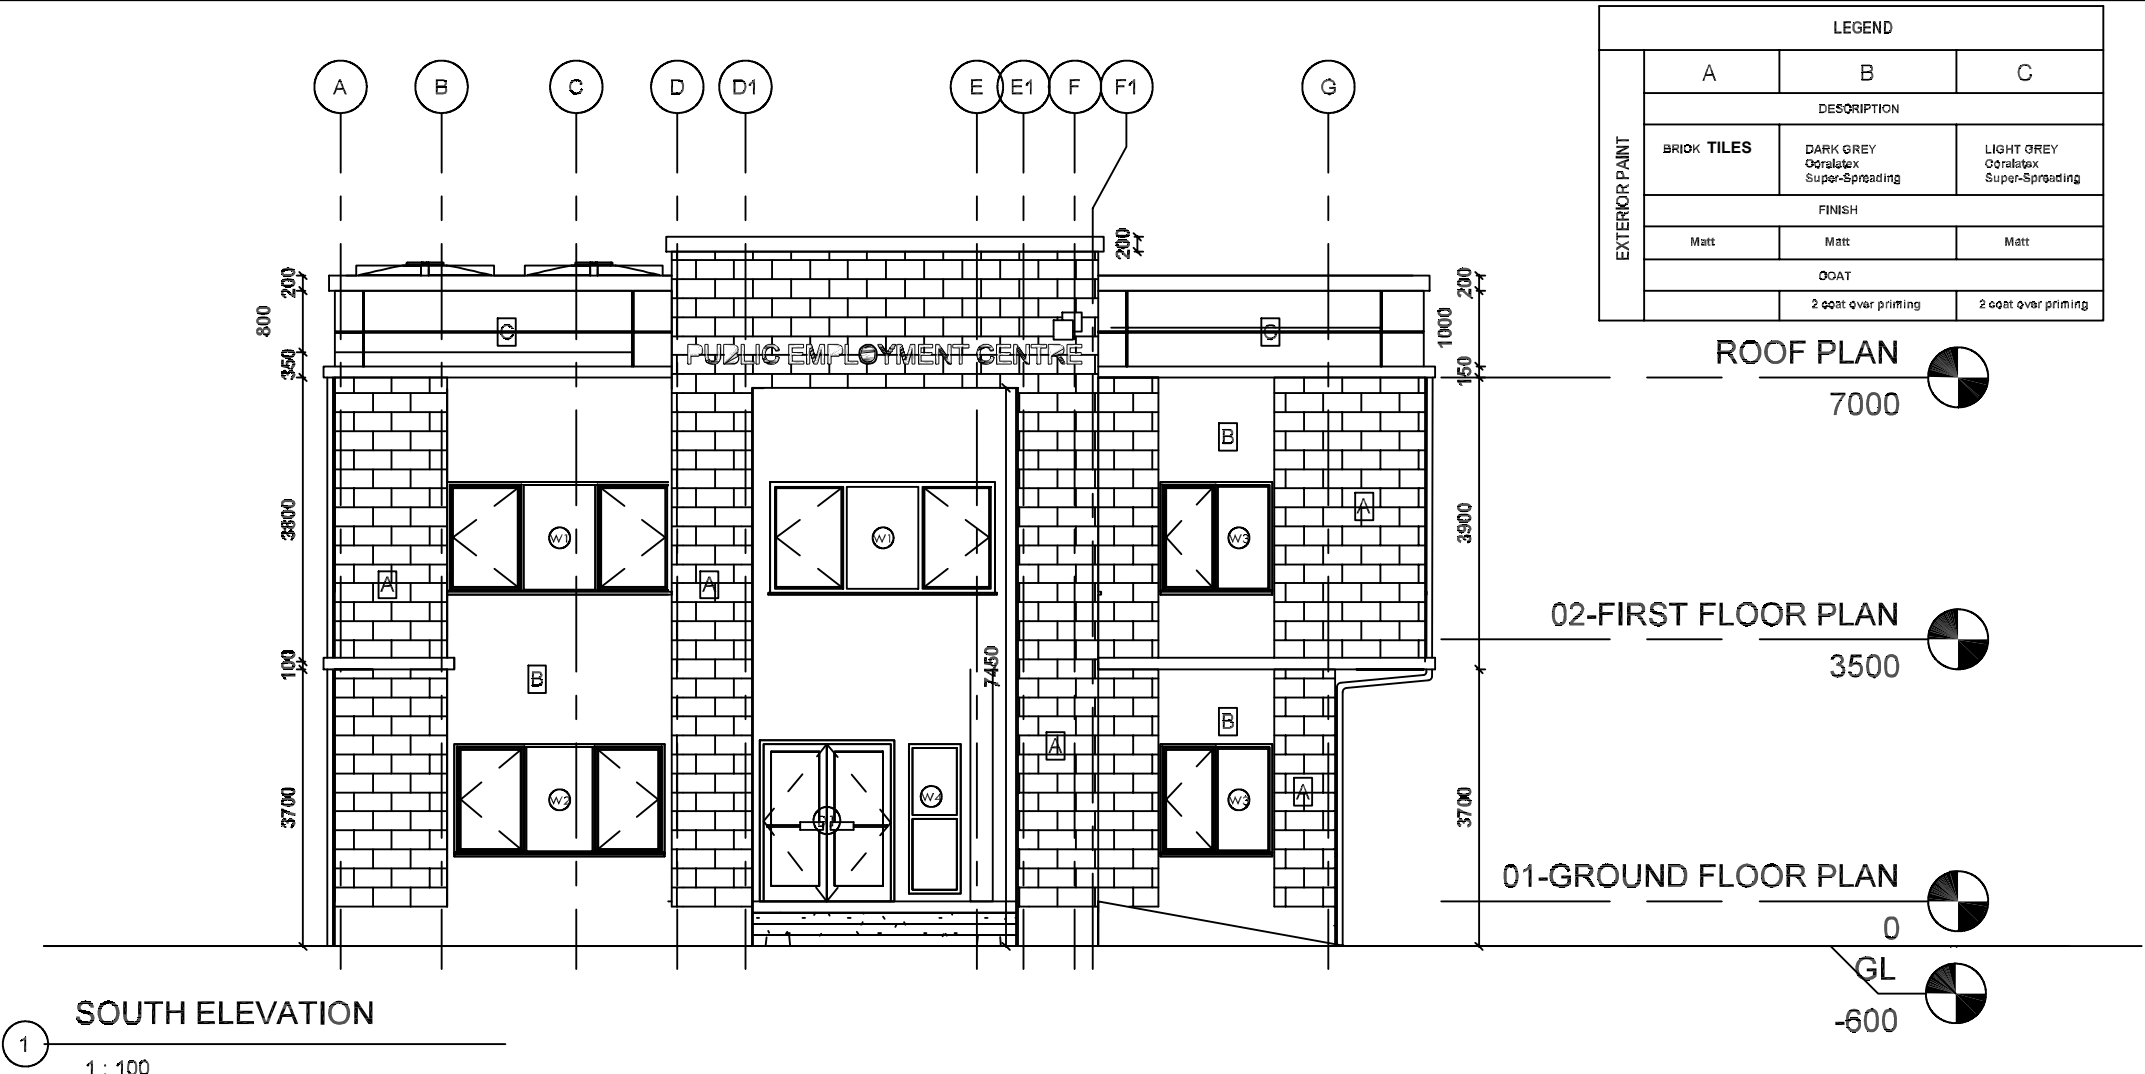 LEGEND
A B C
DESCRIPTION
EXTERIOR PAINT
BRICK TILES
DARK GREY
Coralatex
Super-Spreading
LIGHT GREY
Coralatex
Super-Spreading
FINISH
Matt Matt Matt
COAT
2 coat over priming 2 coat over priming
A B C D D1 E E1 F F1 G
200
200
800
350
3800
100
3700
200
1000
150
3900
3700
7450
C C
PUBLIC EMPLOYMENT CENTRE
B
A
W1 W1 W3
A A
B
B
A
A
W2 W4 W3
ROOF PLAN
7000
02-FIRST FLOOR PLAN
3500
01-GROUND FLOOR PLAN
0
GL
-600
1
SOUTH ELEVATION
1 : 100